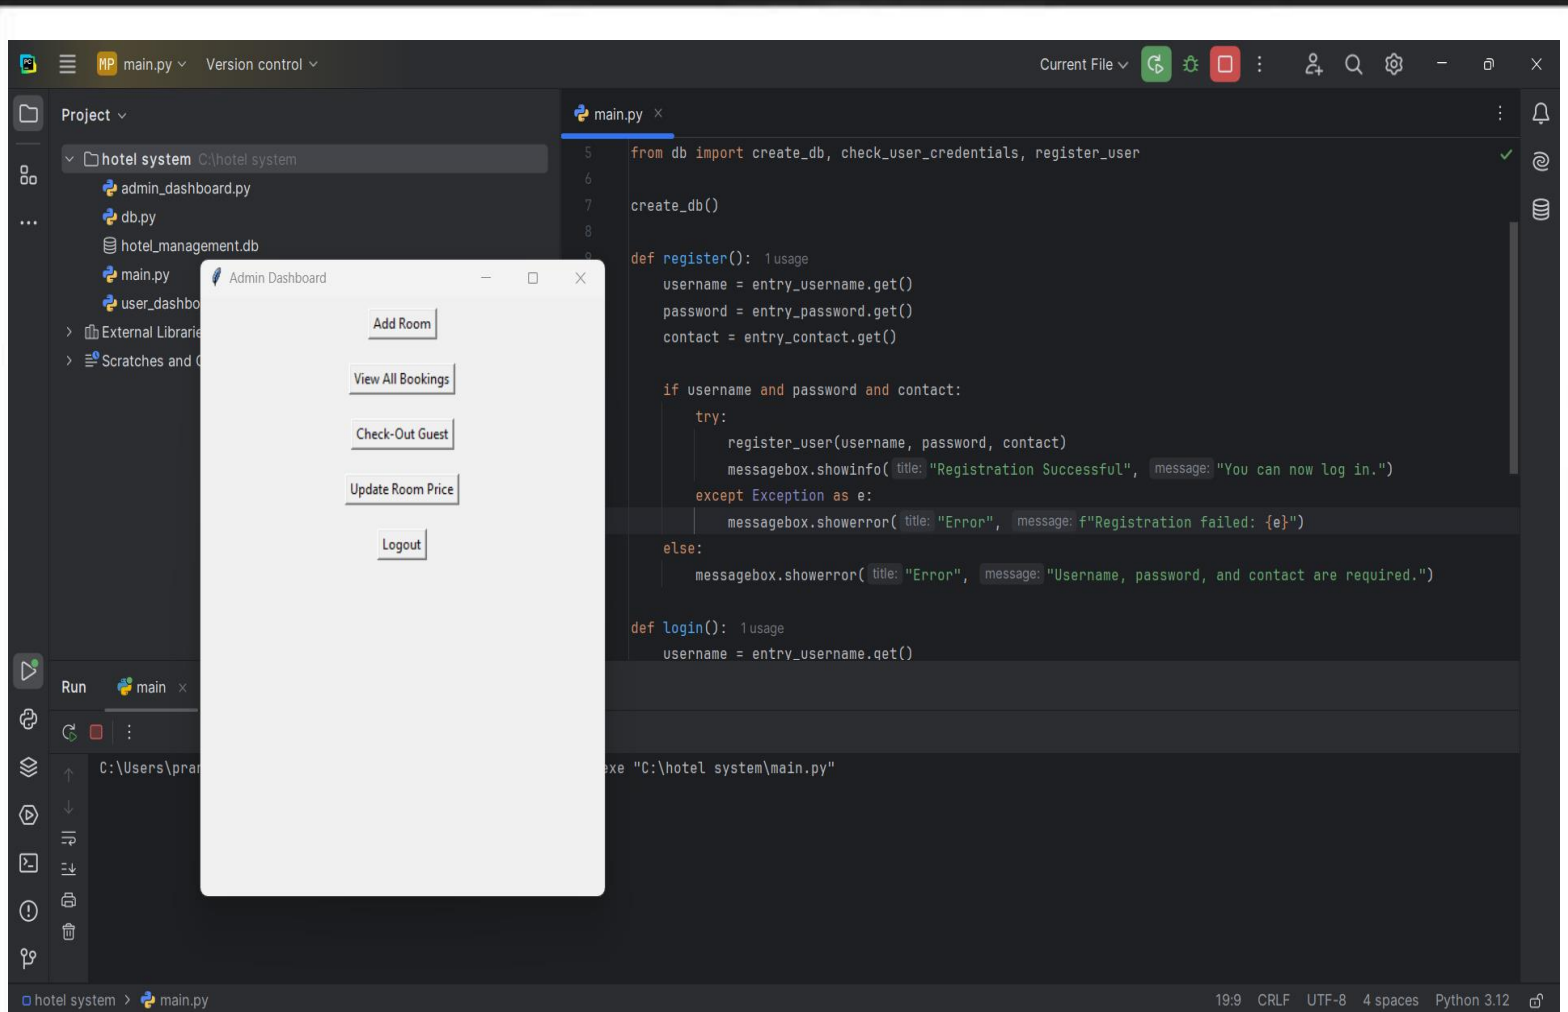 MP main.py Version control Current File
Project
main.py
hotel system C:\hotel system
admin_dashboard.py
db.py
hotel_management.db
main.py
user_dashbo
External Librarie
Scratches and
Admin Dashboard
Add Room
View All Bookings
Check-Out Guest
Update Room Price
Logout
5 from db import create_db, check_user_credentials, register_user
6
7 create_db()
8
def register(): 1 usage
username = entry_username.get()
password = entry_password.get()
contact = entry_contact.get()
if username and password and contact:
try:
register_user(username, password, contact)
messagebox.showinfo( title: "Registration Successful", message: "You can now log in.")
except Exception as e:
messagebox.showerror( title: "Error", message: f"Registration failed: {e}")
else:
messagebox.showerror( title: "Error", message: "Username, password, and contact are required.")
def login(): 1 usage
username = entry_username.get()
Run main
C:\Users\pran
exe "C:\hotel system\main.py"
hotel system > main.py 19:9 CRLF UTF-8 4 spaces Python 3.12